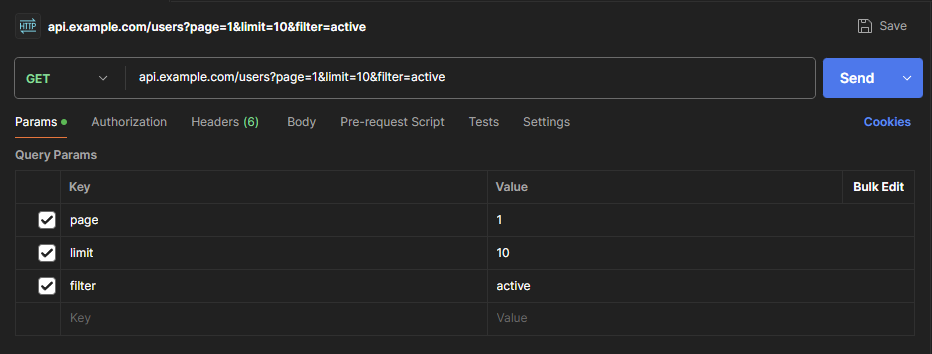 HTTP api.example.com/users?page=1&limit=10&filter=active Save
GET api.example.com/users?page=1&limit=10&filter=active Send
Params Authorization Headers (6) Body Pre-request Script Tests Settings Cookies
Query Params
Key Value Bulk Edit
page 1
limit 10
filter active
Key Value